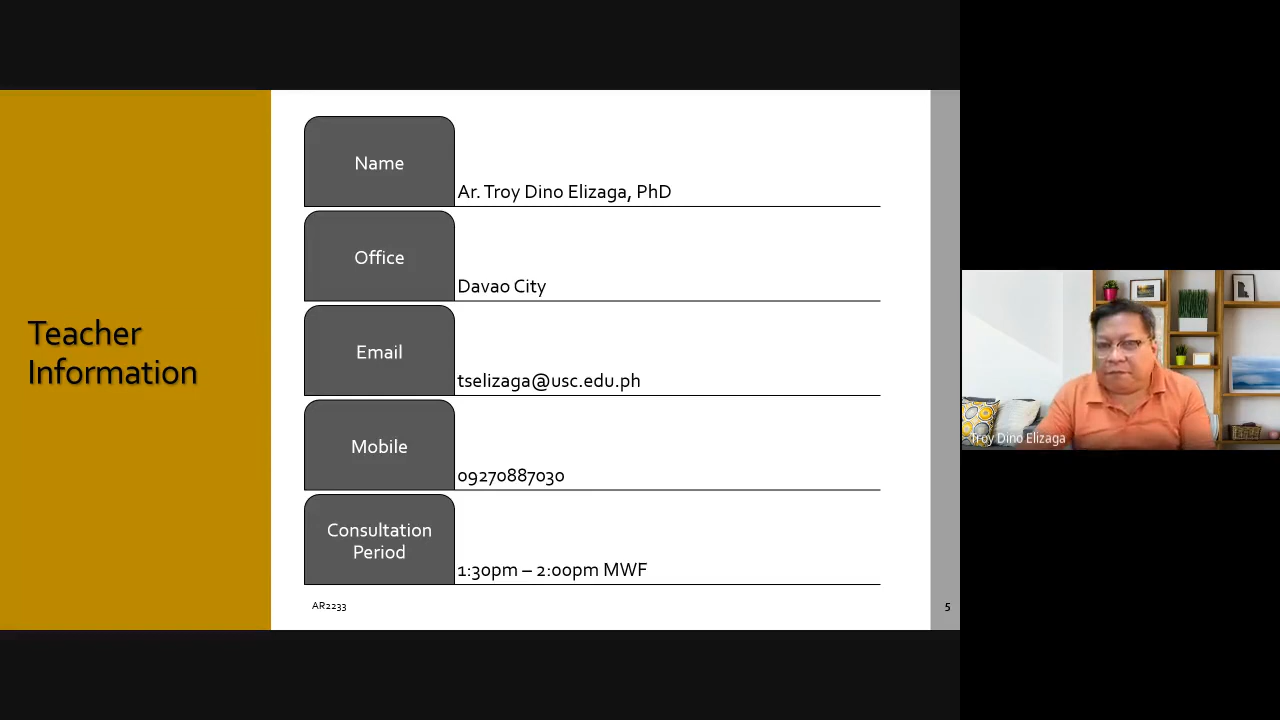 Teacher
Information
Name
Ar. Troy Dino Elizaga, PhD
Office
Davao City
Email
tselizaga@usc.edu.ph
Mobile
09270887030
Consultation
Period
1:30pm – 2:00pm MWF
AR2233
5
Troy Dino Elizaga